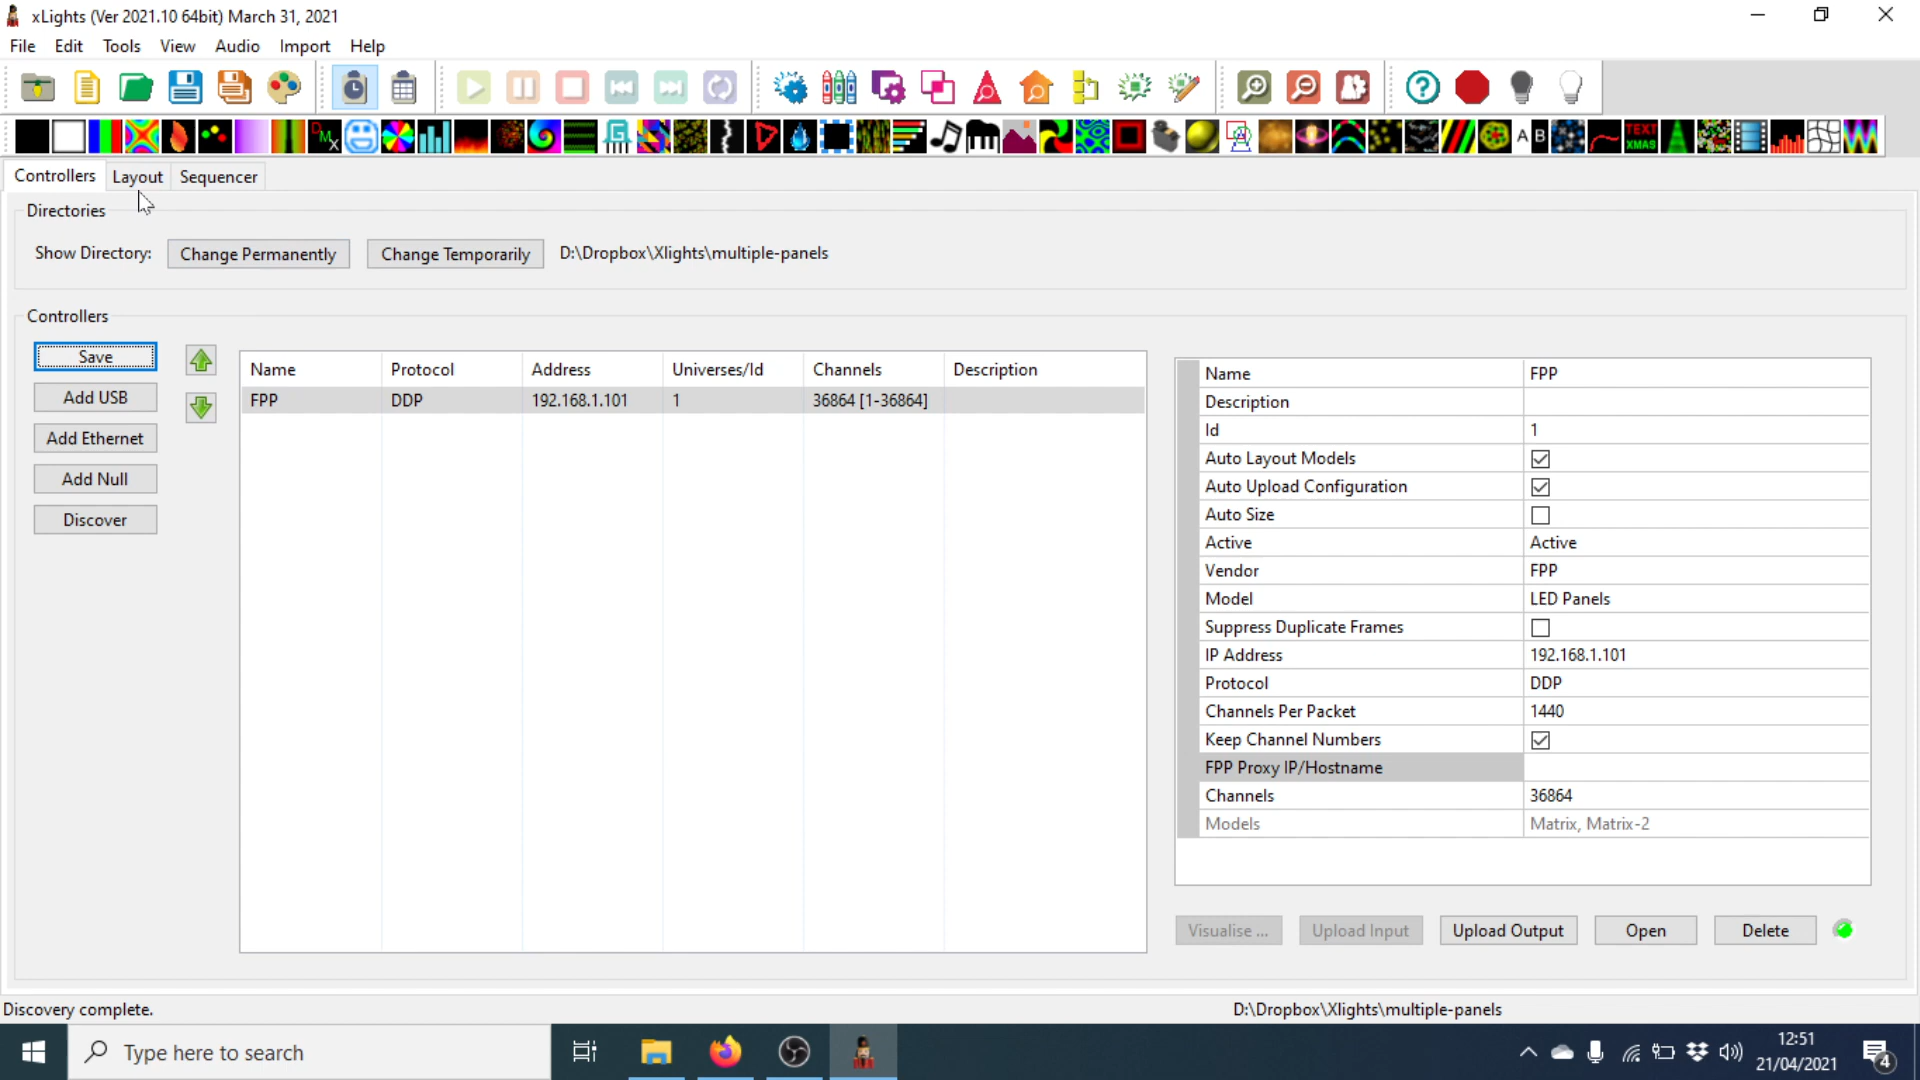 xLights (Ver 2021.10 64bit) March 31, 2021
File Edit Tools View Audio Import Help
DMx A B TEXT XMAS
Controllers Layout Sequencer
Directories
Show Directory: Change Permanently Change Temporarily D:\Dropbox\Xlights\multiple-panels
Controllers
Save
Add USB
Add Ethernet
Add Null
Discover
Name Protocol Address Universes/Id Channels Description
FPP DDP 192.168.1.101 1 36864 [1-36864]
Name FPP
Description
Id 1
Auto Layout Models
Auto Upload Configuration
Auto Size
Active Active
Vendor FPP
Model LED Panels
Suppress Duplicate Frames
IP Address 192.168.1.101
Protocol DDP
Channels Per Packet 1440
Keep Channel Numbers
FPP Proxy IP/Hostname
Channels 36864
Models Matrix, Matrix-2
Visualise ... Upload Input Upload Output Open Delete
Discovery complete. D:\Dropbox\Xlights\multiple-panels
Type here to search
12:51
21/04/2021
4